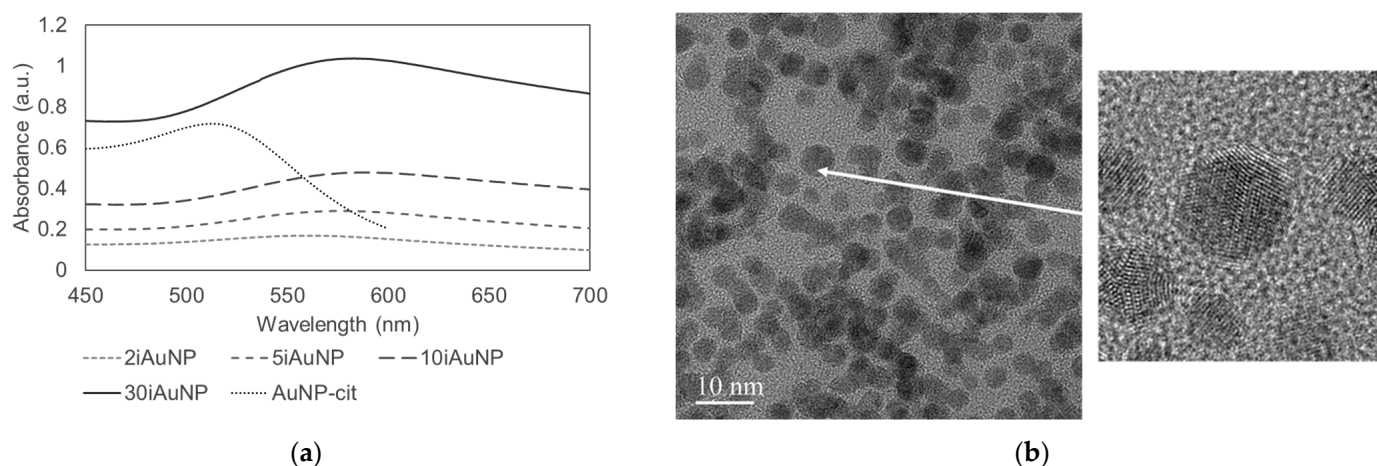 1.2
1
0.8
0.6
0.4
0.2
0
Absorbance (a.u.)
450 500 550 600 650 700
Wavelength (nm)
2iAuNP 5iAuNP 10iAuNP
30iAuNP AuNP-cit
(a)
10 nm
(b)